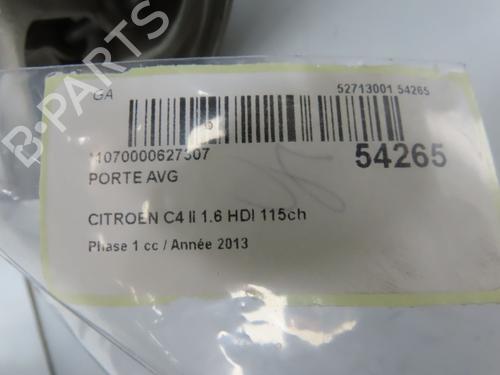 GA
52713001 54265
11070000627307
54265
PORTE AVG
CITROEN C4 II 1.6 HDI 115ch
Phase 1 cc / Année 2013
B-PARTS